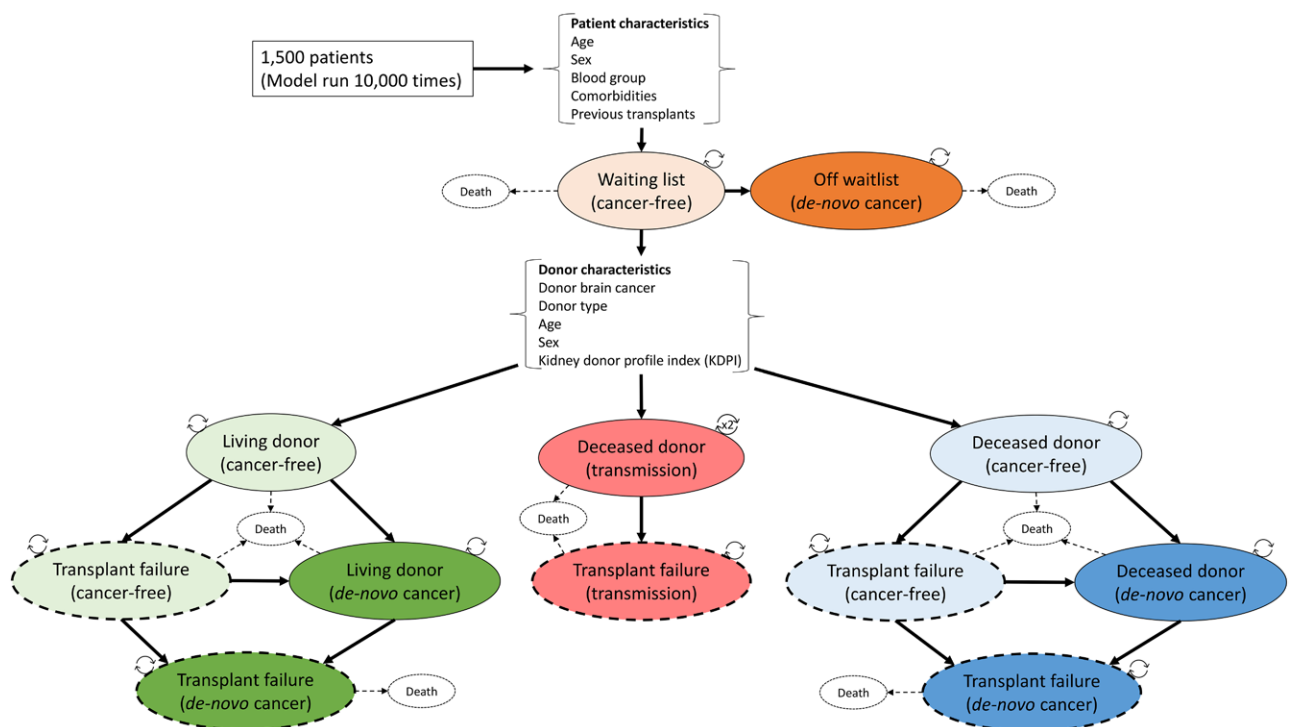 1,500 patients
(Model run 10,000 times)
Patient characteristics
Age
Sex
Blood group
Comorbidities
Previous transplants
Death
Waiting list
(cancer-free)
Off waitlist
(de-novo cancer)
Death
Donor characteristics
Donor brain cancer
Donor type
Age
Sex
Kidney donor profile index (KDPI)
Living donor
(cancer-free)
x2
Deceased donor
(transmission)
Deceased donor
(cancer-free)
Death
Death
Death
Transplant failure
(cancer-free)
Living donor
(de-novo cancer)
Transplant failure
(transmission)
Transplant failure
(cancer-free)
Deceased donor
(de-novo cancer)
Transplant failure
(de-novo cancer)
Death
Death
Transplant failure
(de-novo cancer)